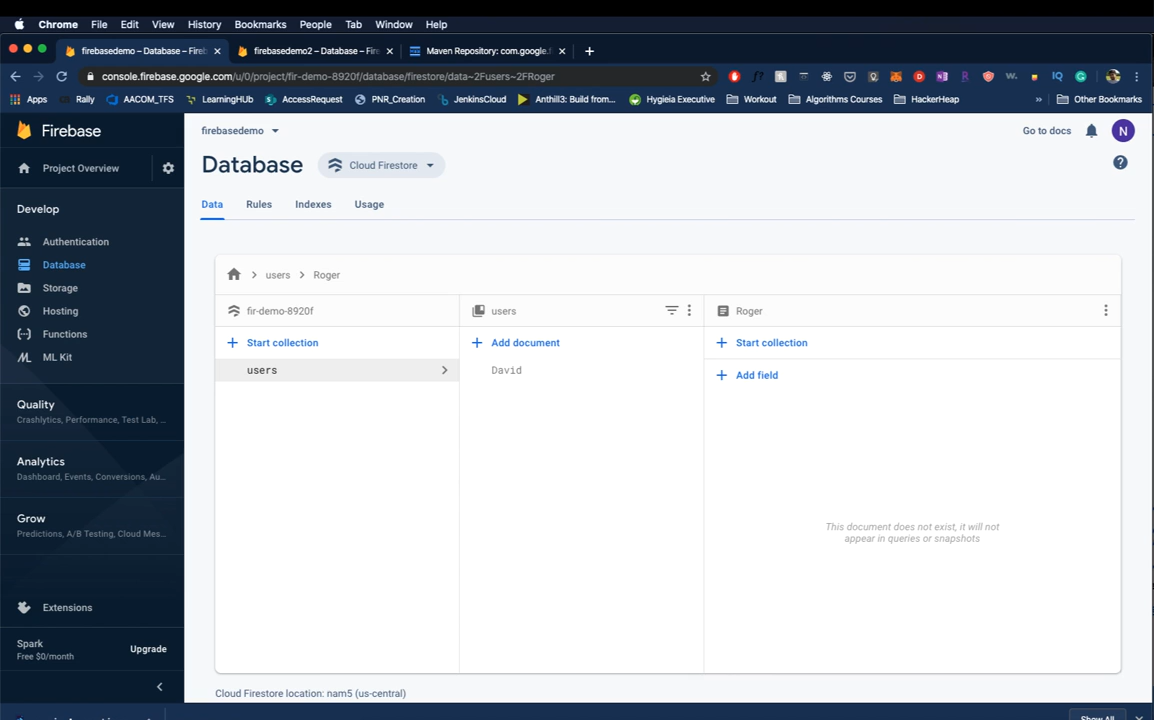 Chrome File Edit View History Bookmarks People Tab Window Help
firebasedemo – Database – Fireb
firebasedemo2 – Database – Fire
Maven Repository: com.google.f
console.firebase.google.com/u/0/project/fir-demo-8920f/database/firestore/data~2Fusers~2FRoger
Apps Rally AACOM_TFS LearningHUb AccessRequest PNR_Creation JenkinsCloud Anthill3: Build from... Hygieia Executive Workout Algorithms Courses HackerHeap » Other Bookmarks
Firebase
firebasedemo
Go to docs
N
Project Overview
Database
Cloud Firestore
Develop
Data Rules Indexes Usage
Authentication
Database
Storage
Hosting
Functions
ML Kit
users > Roger
fir-demo-8920f
users
Roger
+ Start collection
+ Add document
+ Start collection
users
David
+ Add field
This document does not exist, it will not
appear in queries or snapshots
Quality
Crashlytics, Performance, Test Lab, ...
Analytics
Dashboard, Events, Conversions, Au...
Grow
Predictions, A/B Testing, Cloud Mes...
Extensions
Spark
Free $0/month
Upgrade
Cloud Firestore location: nam5 (us-central)
Show All